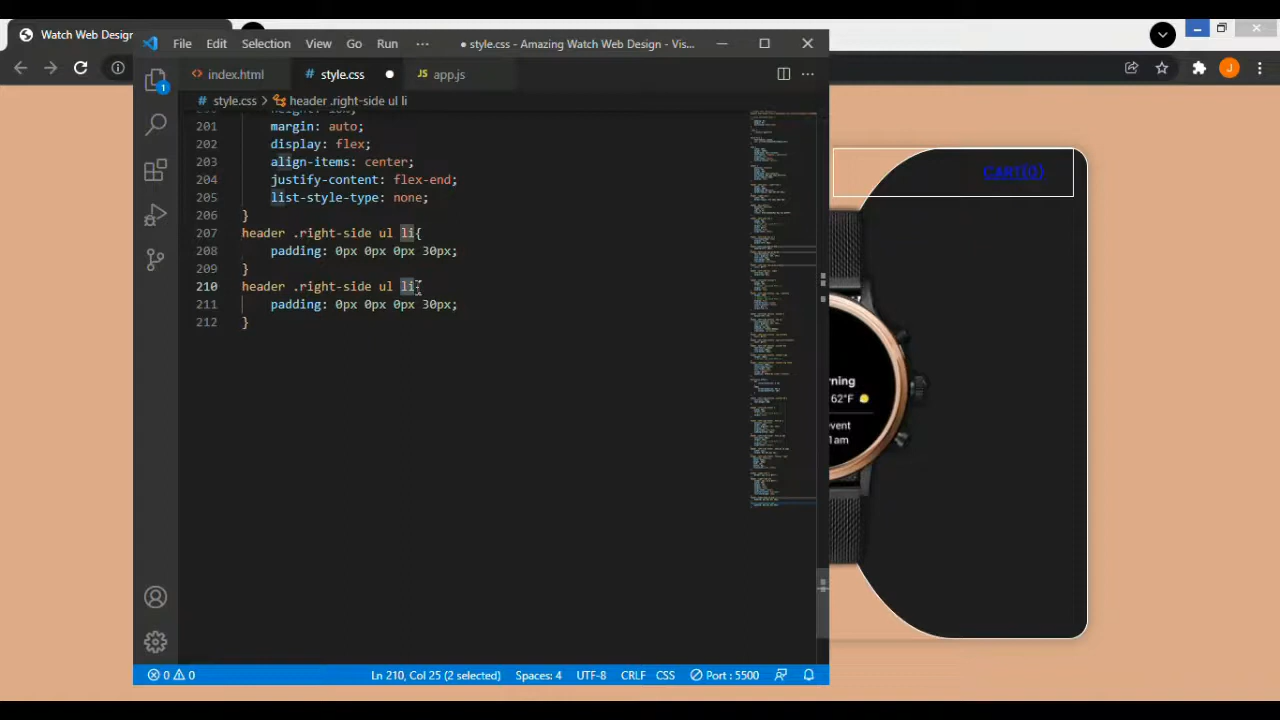 Watch Web Desig
File Edit Selection View Go Run ··· ● style.css - Amazing Watch Web Design - Vis...
index.html # style.css ● JS app.js
# style.css > header .right-side ul li
201 margin: auto;
202 display: flex;
203 align-items: center;
204 justify-content: flex-end;
205 list-style-type: none;
206 }
207 header .right-side ul li{
208 padding: 0px 0px 0px 30px;
209 }
210 header .right-side ul li{
211 padding: 0px 0px 0px 30px;
212 }
1
J
CART(0)
rning
62°F
vent
1am
0 0 Ln 210, Col 25 (2 selected) Spaces: 4 UTF-8 CRLF CSS Port : 5500